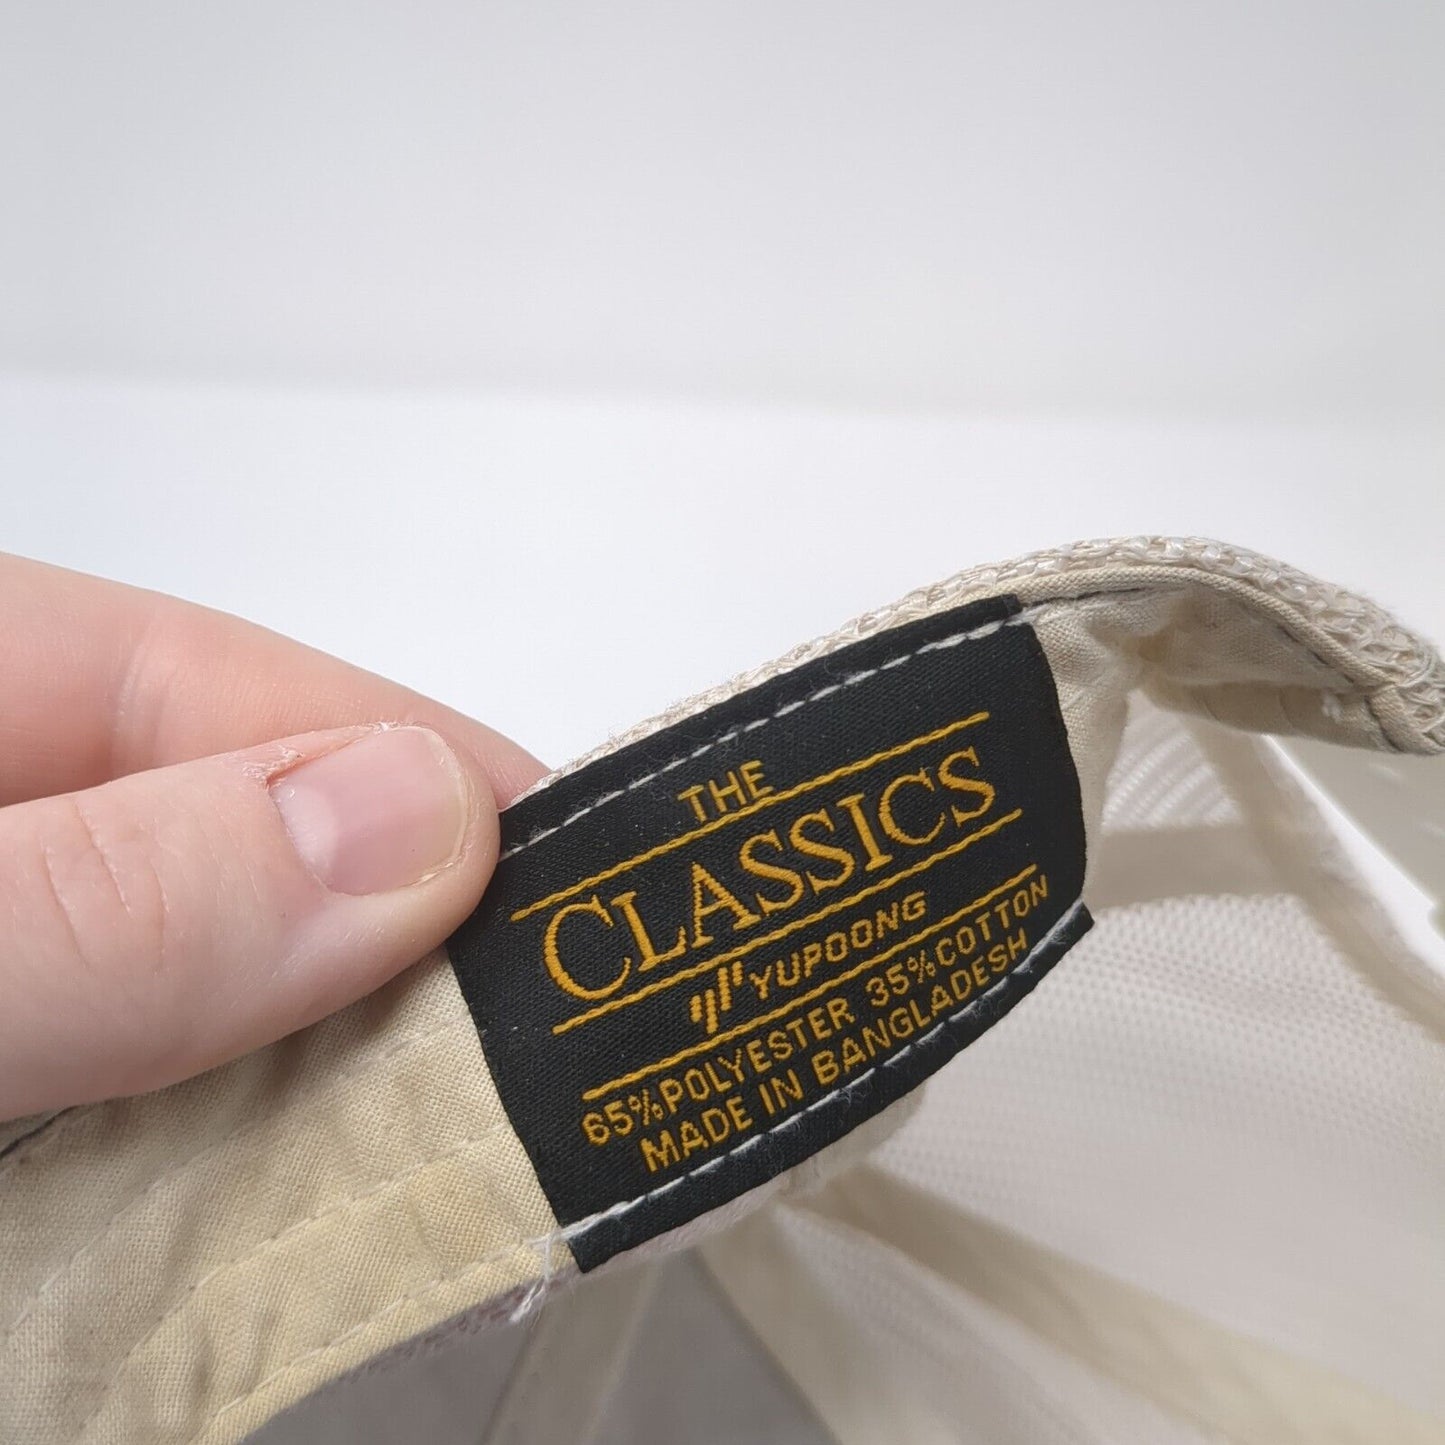 THE
CLASSICS
YUPOONG
65%POLYESTER 35%COTTON
MADE IN BANGLADESH